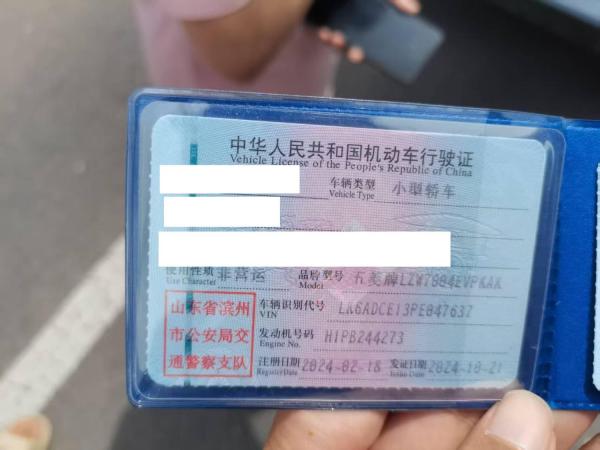 中华人民共和国机动车行驶证
Vehicle License of the People's Republic of China
车辆类型 小型轿车
Vehicle Type
使用性质 非营运 品牌型号 五菱牌LZW7004EVPKAK
Use Character Model
山东省滨州
市公安局交
通警察支队
车辆识别代号 LK6ADCE13PE047637
VIN
发动机号码 H1PB244273
Engine No.
注册日期 2024-02-18 发证日期 2024-10-21
Register Date Issue Date